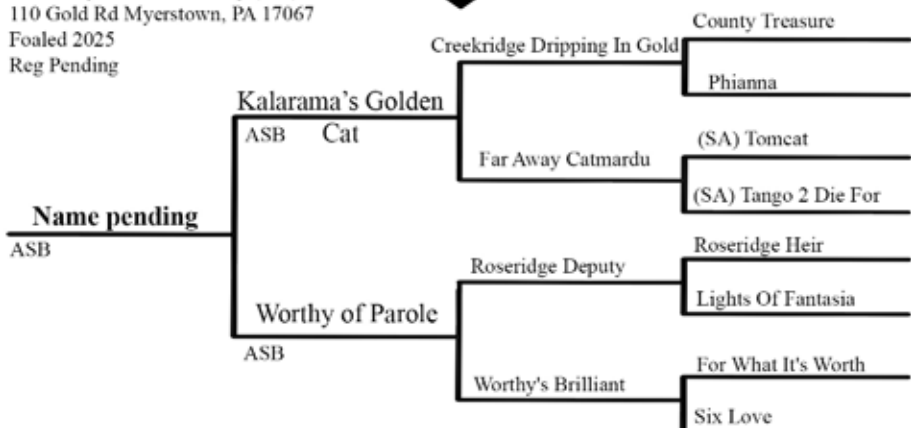 110 Gold Rd Myerstown, PA 17067
Foaled 2025
Reg Pending
County Treasure
Creekridge Dripping In Gold
Phianna
Kalarama's Golden
ASB Cat
(SA) Tomcat
Far Away Catmardu
(SA) Tango 2 Die For
Name pending
ASB
Roseridge Heir
Roseridge Deputy
Lights Of Fantasia
Worthy of Parole
ASB
For What It's Worth
Worthy's Brilliant
Six Love